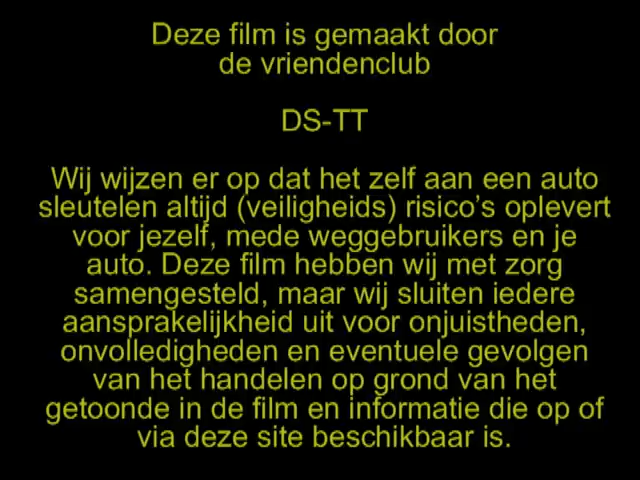 Deze film is gemaakt door
de vriendenclub
DS-TT
Wij wijzen er op dat het zelf aan een auto
sleutelen altijd (veiligheids) risico's oplevert
voor jezelf, mede weggebruikers en je
auto. Deze film hebben wij met zorg
samengesteld, maar wij sluiten iedere
aansprakelijkheid uit voor onjuistheden,
onvolledigheden en eventuele gevolgen
van het handelen op grond van het
getoonde in de film en informatie die op of
via deze site beschikbaar is.